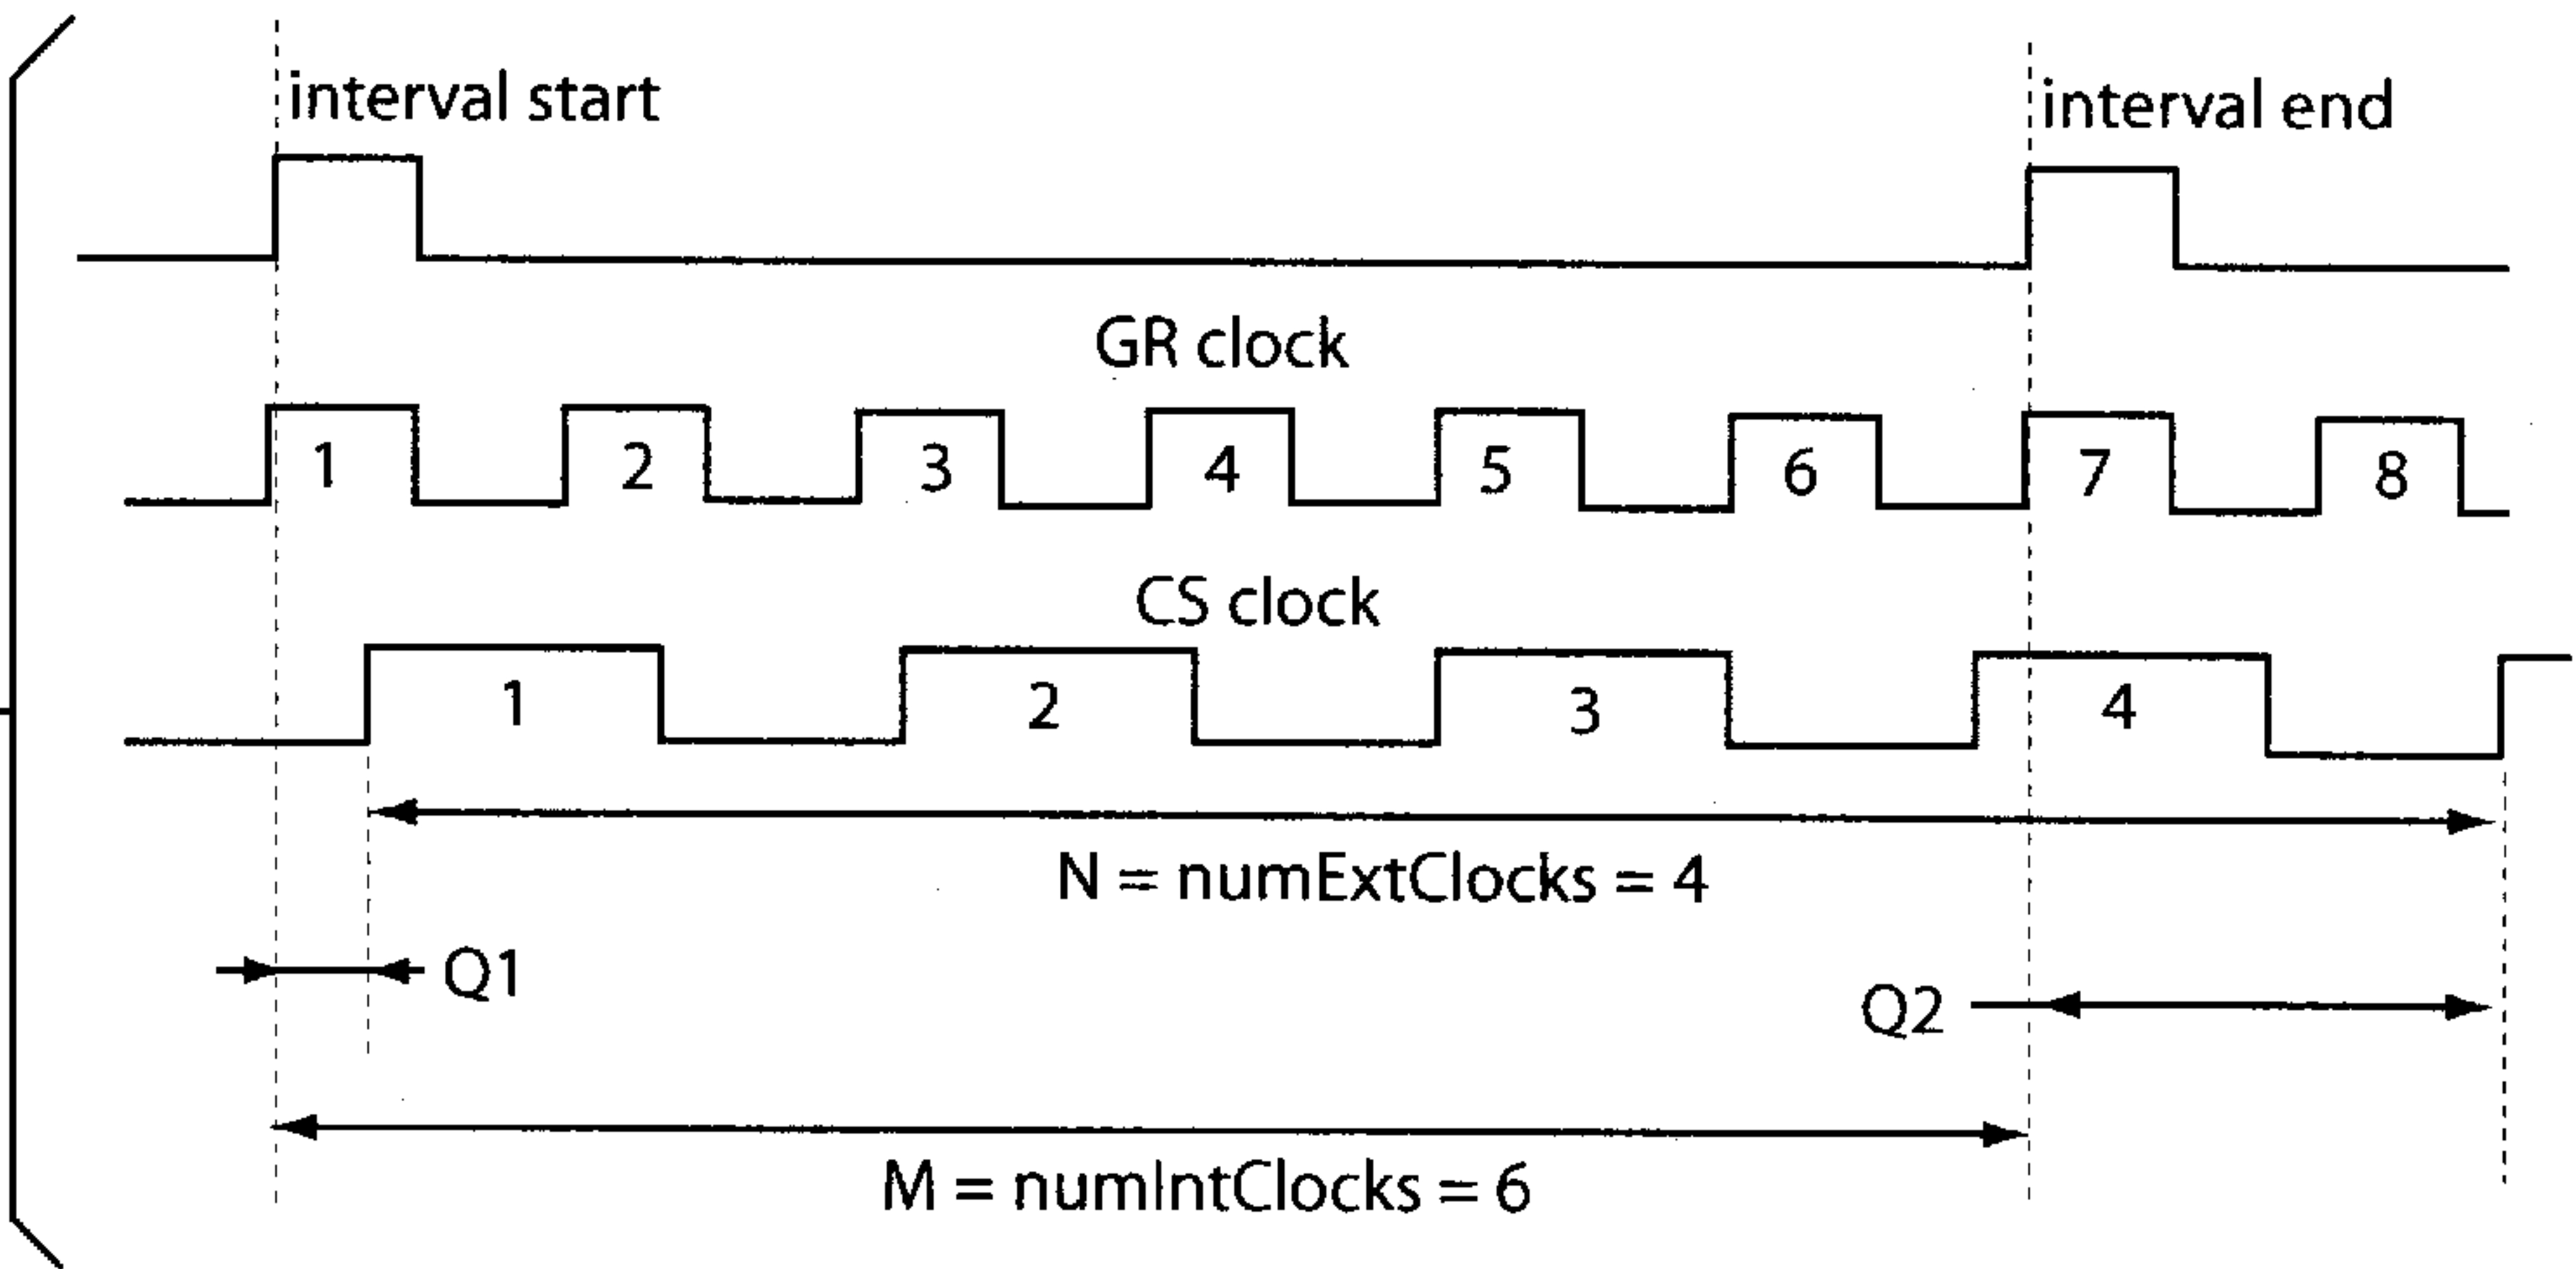 interval start
interval end
GR clock
1 2 3 4 5 6 7 8
CS clock
1 2 3 4
N = numExtClocks = 4
Q1
Q2
M = numIntClocks = 6